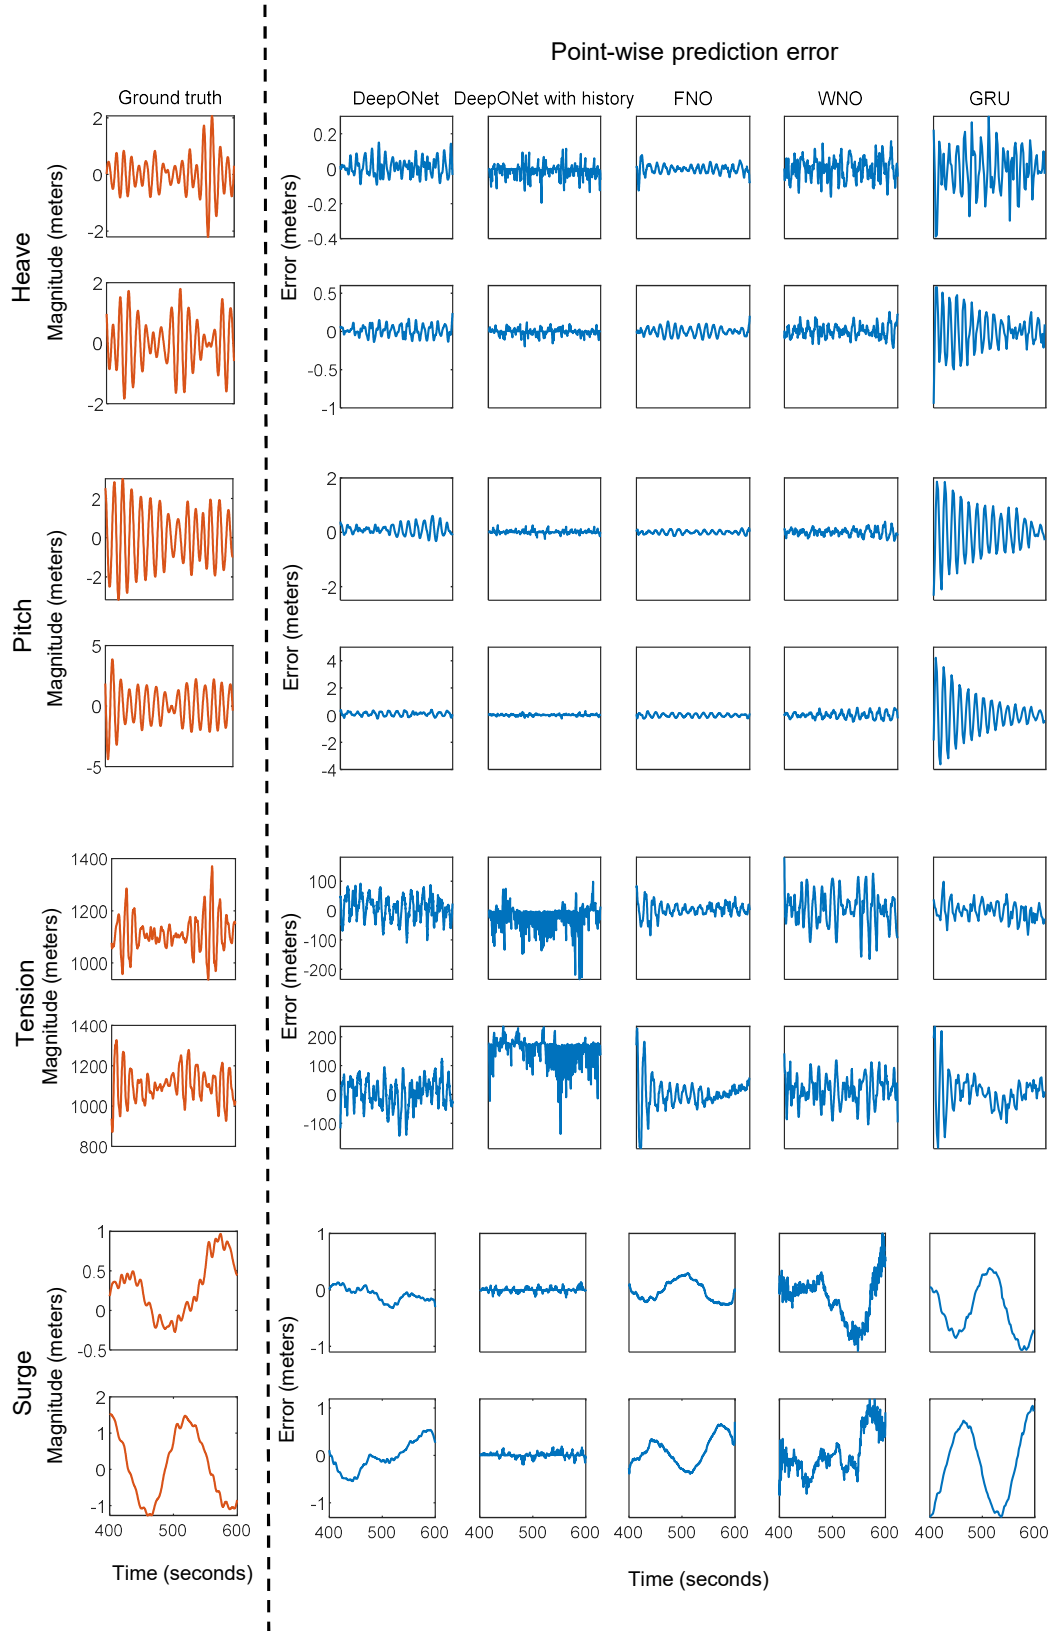 Point-wise prediction error
Ground truth
DeepONet
DeepONet with history
FNO
WNO
GRU
Heave
Magnitude (meters)
2
0
-2
2
0
-2
Error (meters)
0.2
0
-0.2
-0.4
0.5
0
-0.5
-1
Pitch
Magnitude (meters)
2
0
-2
5
0
-5
Error (meters)
2
0
-2
4
2
0
-2
-4
Tension
Magnitude (meters)
1400
1200
1000
1400
1200
1000
800
Error (meters)
100
0
-100
-200
200
100
0
-100
Surge
Magnitude (meters)
1
0.5
0
-0.5
2
1
0
-1
400 500 600
Error (meters)
1
0
-1
1
0
-1
400 500 600
400 500 600
400 500 600
400 500 600
400 500 600
Time (seconds)
Time (seconds)